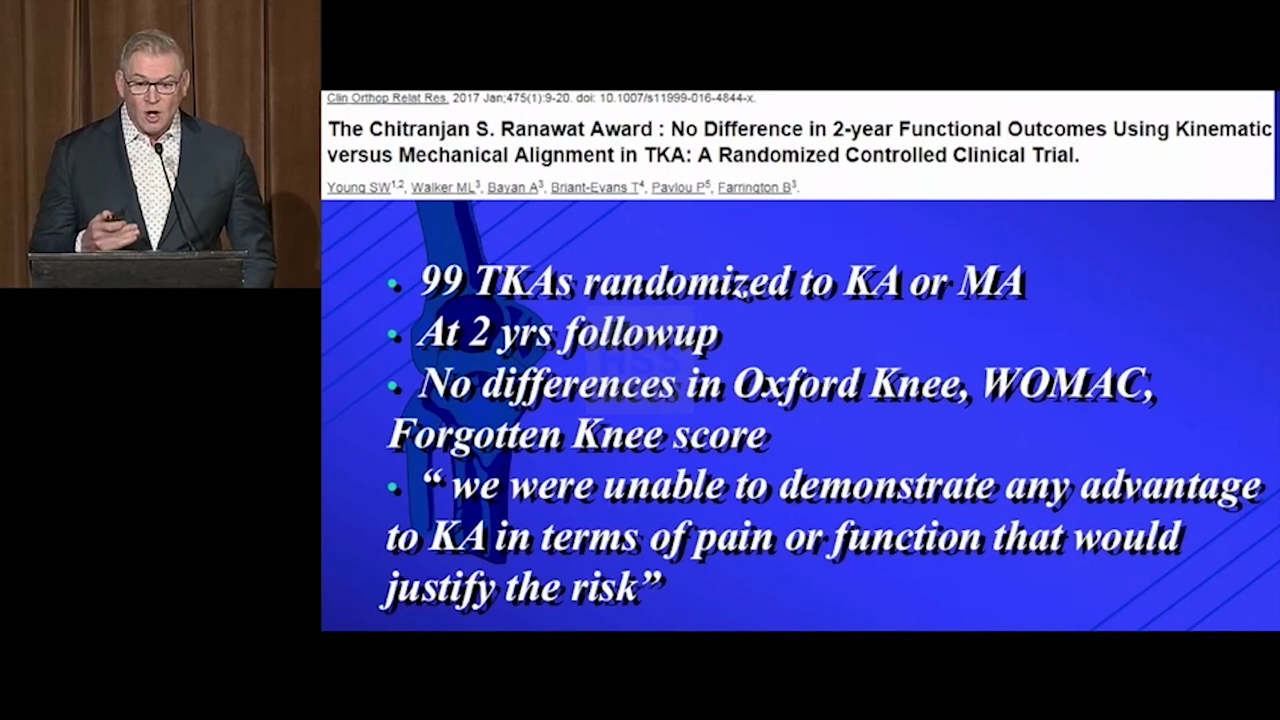 Clin Orthop Relat Res. 2017 Jan;475(1):9-20. doi: 10.1007/s11999-016-4844-x.
The Chitranjan S. Ranawat Award : No Difference in 2-year Functional Outcomes Using Kinematic
versus Mechanical Alignment in TKA: A Randomized Controlled Clinical Trial.
Young SW1,2, Walker ML3, Bayan A3, Briant-Evans T4, Pavlou P5, Farrington B3.
• 99 TKAs randomized to KA or MA
• At 2 yrs followup
HSS
• No differences in Oxford Knee, WOMAC,
Forgotten Knee score
• “ we were unable to demonstrate any advantage
to KA in terms of pain or function that would
justify the risk”